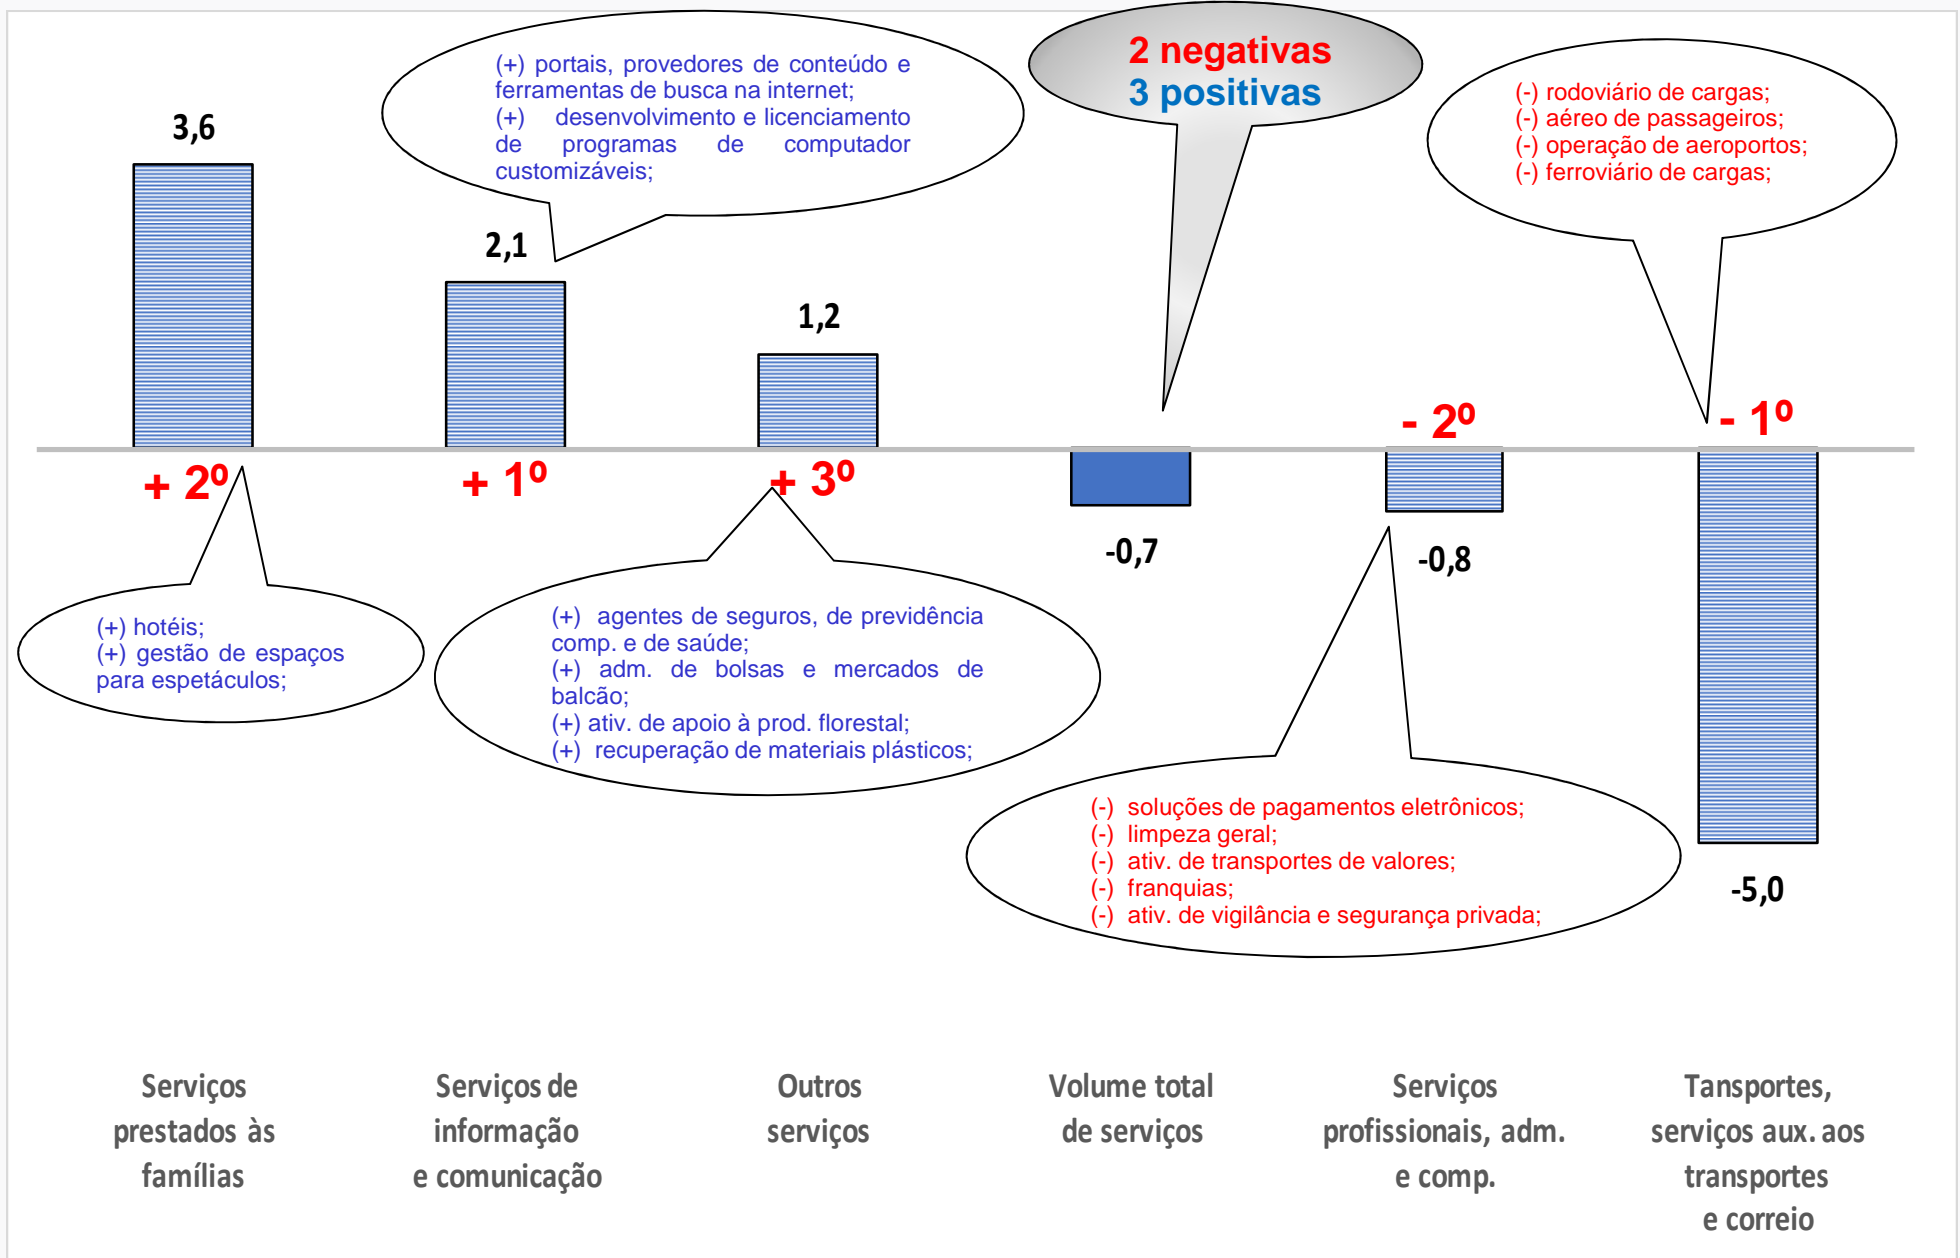 2 negativas
3 positivas
(+) portais, provedores de conteúdo e
ferramentas de busca na internet;
(+) desenvolvimento e licenciamento
de programas de computador
customizáveis;
(-) rodoviário de cargas;
(-) aéreo de passageiros;
(-) operação de aeroportos;
(-) ferroviário de cargas;
3,6
2,1
1,2
- 2º
- 1º
+ 2º
+ 1º
+ 3º
-0,7
-0,8
-5,0
(+) hotéis;
(+) gestão de espaços
para espetáculos;
(+) agentes de seguros, de previdência
comp. e de saúde;
(+) adm. de bolsas e mercados de
balcão;
(+) ativ. de apoio à prod. florestal;
(+) recuperação de materiais plásticos;
(-) soluções de pagamentos eletrônicos;
(-) limpeza geral;
(-) ativ. de transportes de valores;
(-) franquias;
(-) ativ. de vigilância e segurança privada;
Serviços
prestados às
famílias
Serviços de
informação
e comunicação
Outros
serviços
Volume total
de serviços
Serviços
profissionais, adm.
e comp.
Tansportes,
serviços aux. aos
transportes
e correio